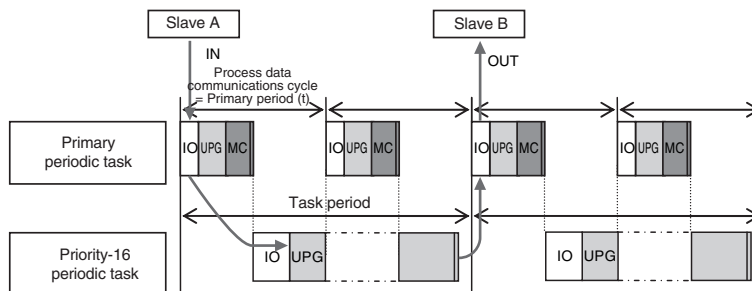 Slave A
Slave B
IN
OUT
Process data
communications cycle
= Primary period (t)
Primary
periodic task
IO UPG MC
IO UPG MC
IO UPG MC
IO UPG MC
Task period
Priority-16
periodic task
IO UPG
IO UPG